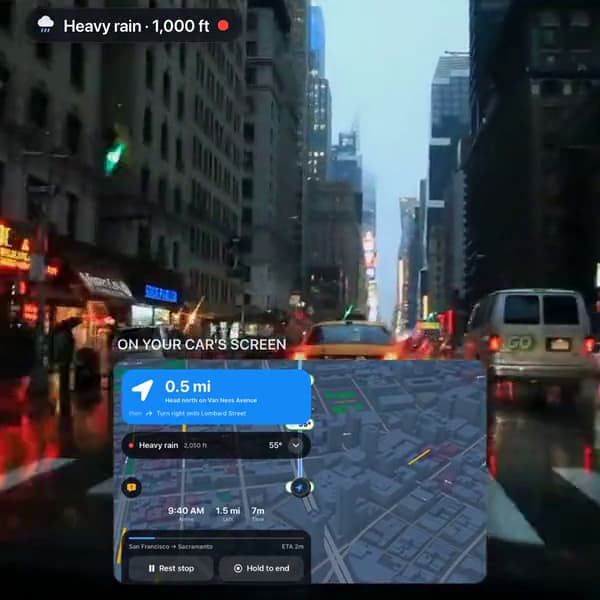 Heavy rain · 1,000 ft
GO
ON YOUR CAR'S SCREEN
0.5 mi
Head north on Van Ness Avenue
then Turn right onto Lombard Street
Heavy rain 2,050 ft 55°
9:40 AM 1.5 mi 7m
Arrive Left Time
San Francisco → Sacramento ETA 2m
Rest stop Hold to end